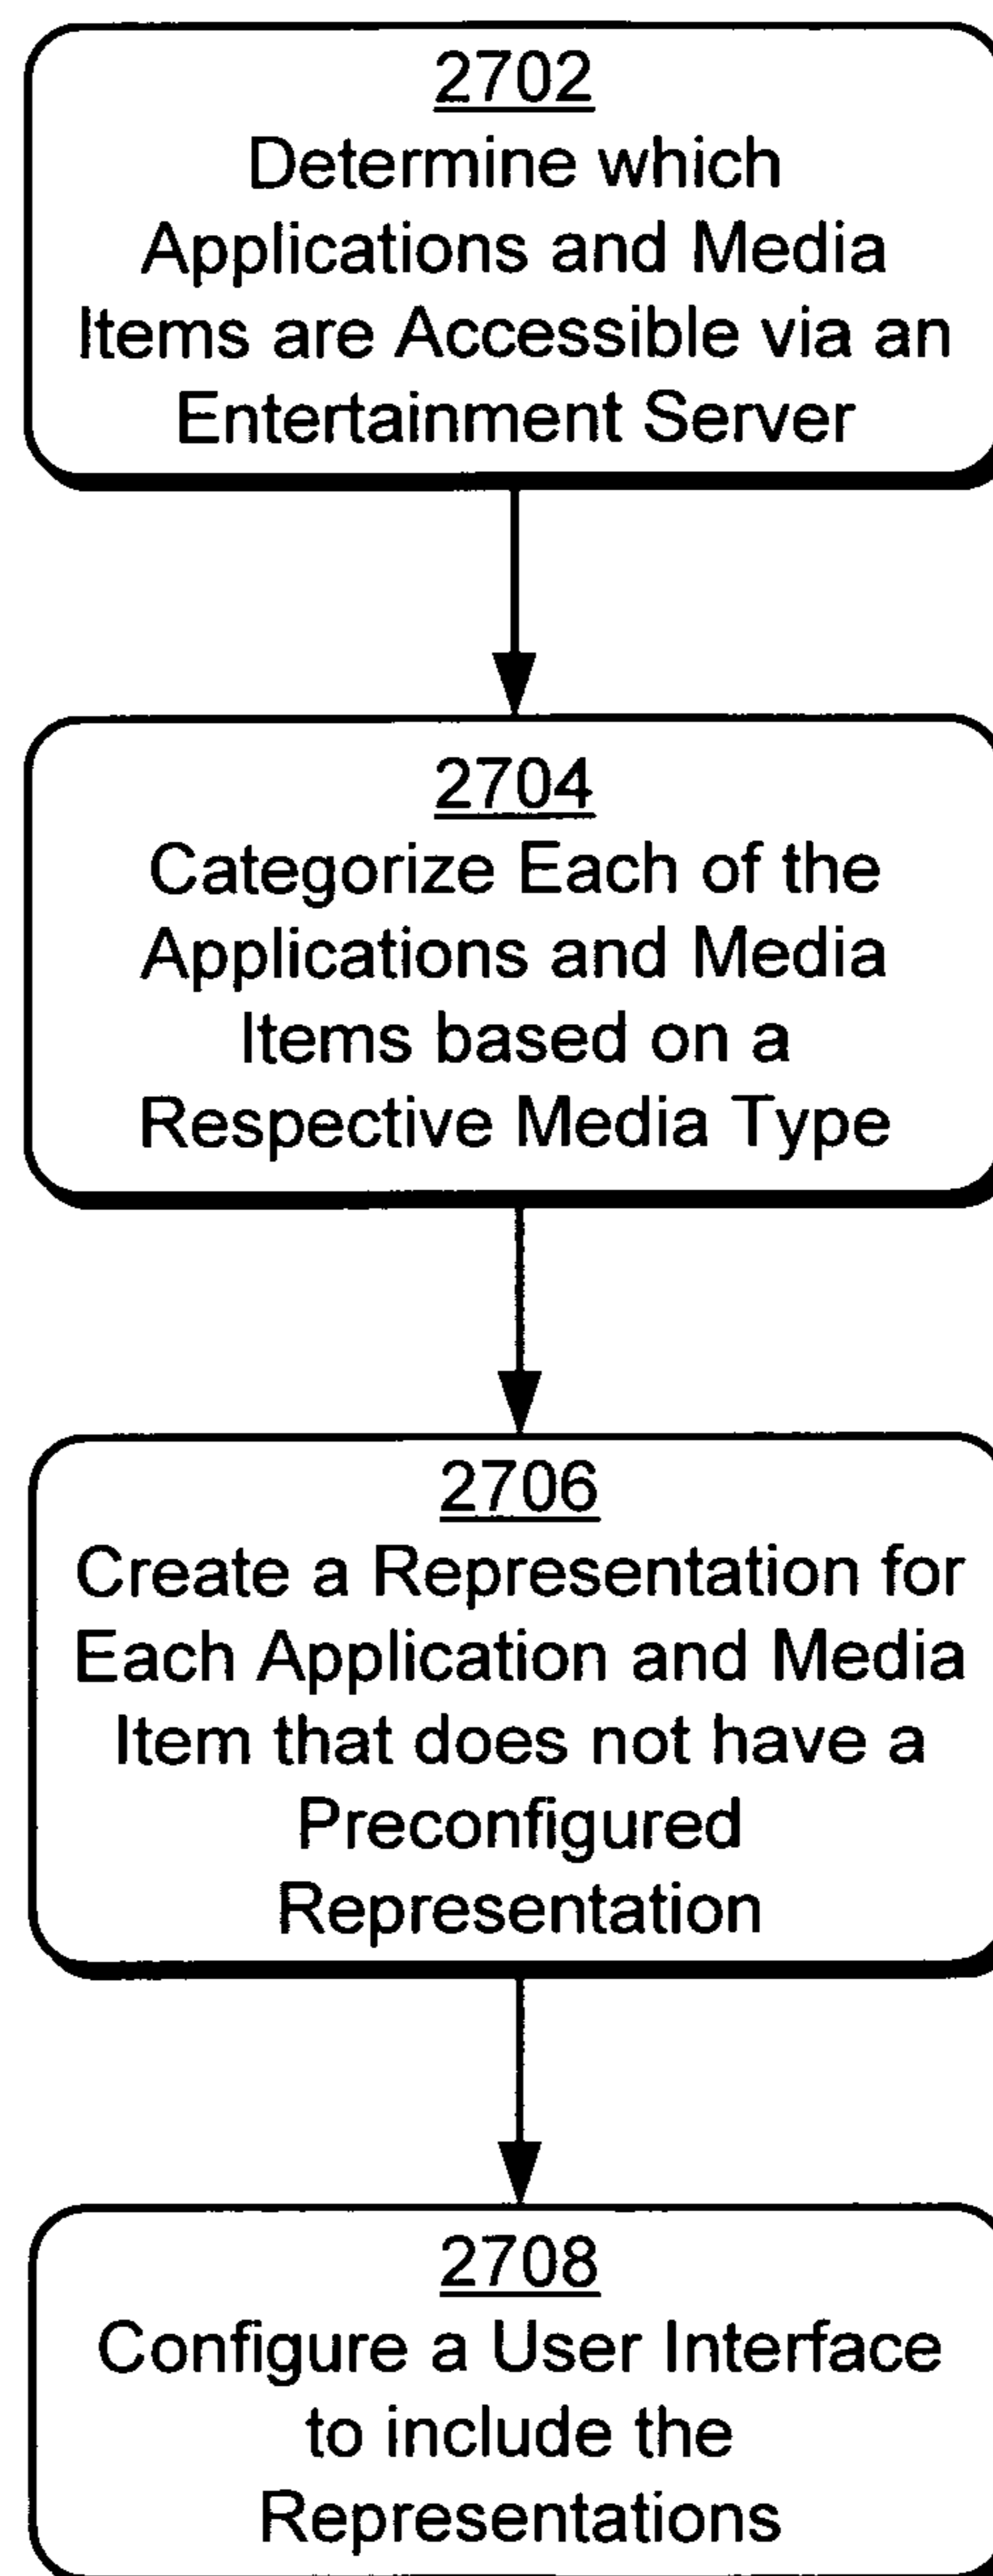 2702
Determine which
Applications and Media
Items are Accessible via an
Entertainment Server
2704
Categorize Each of the
Applications and Media
Items based on a
Respective Media Type
2706
Create a Representation for
Each Application and Media
Item that does not have a
Preconfigured
Representation
2708
Configure a User Interface
to include the
Representations